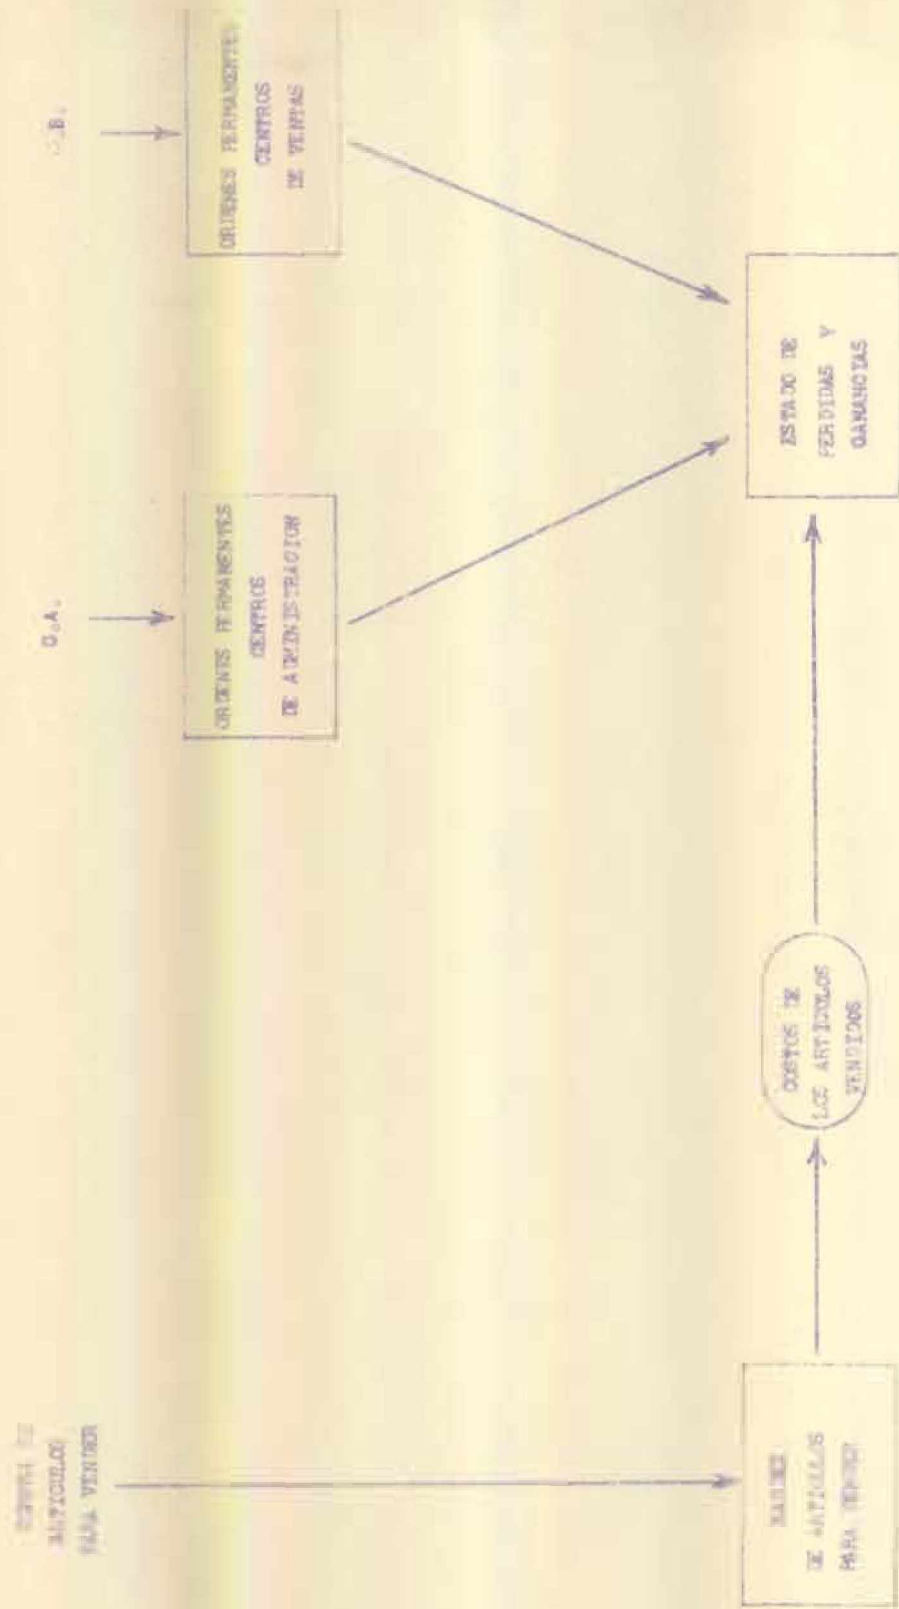 ARTICULOS
PARA VENDER
G.A.
.B.
ORDENES PERMANENTES
CENTROS
DE ADMINISTRACION
ORDENES PERMANENTES
CENTROS
DE VENTAS
DE ARTICULOS
PARA VENDER
COSTOS DE
LOS ARTICULOS
VENDIDOS
ESTADO DE
PERDIDAS Y
GANANCIAS